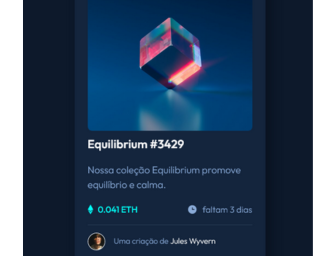 Equilibrium #3429
Nossa coleção Equilibrium promove
equilíbrio e calma.
0.041 ETH
faltam 3 dias
Uma criação de Jules Wyvern